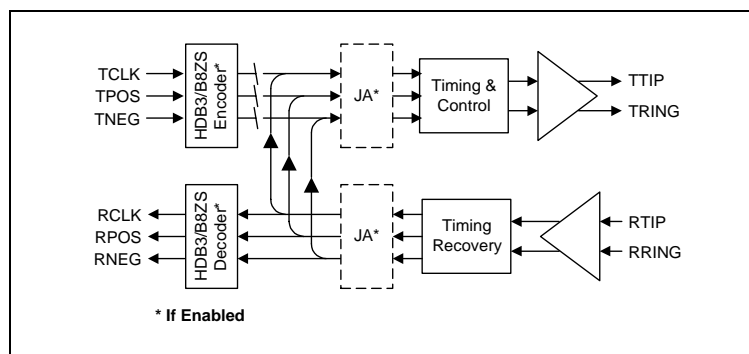 TCLK
TPOS
TNEG
HDB3/B8ZS
Encoder*
JA*
Timing &
Control
TTIP
TRING
RCLK
RPOS
RNEG
HDB3/B8ZS
Decoder*
JA*
Timing
Recovery
RTIP
RRING
* If Enabled